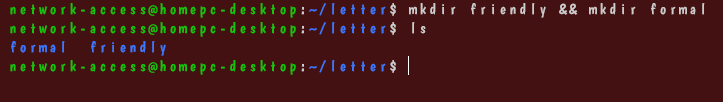 network-access@homepc-desktop:~/letter$ mkdir friendly && mkdir formal
network-access@homepc-desktop:~/letter$ ls
formal  friendly
network-access@homepc-desktop:~/letter$